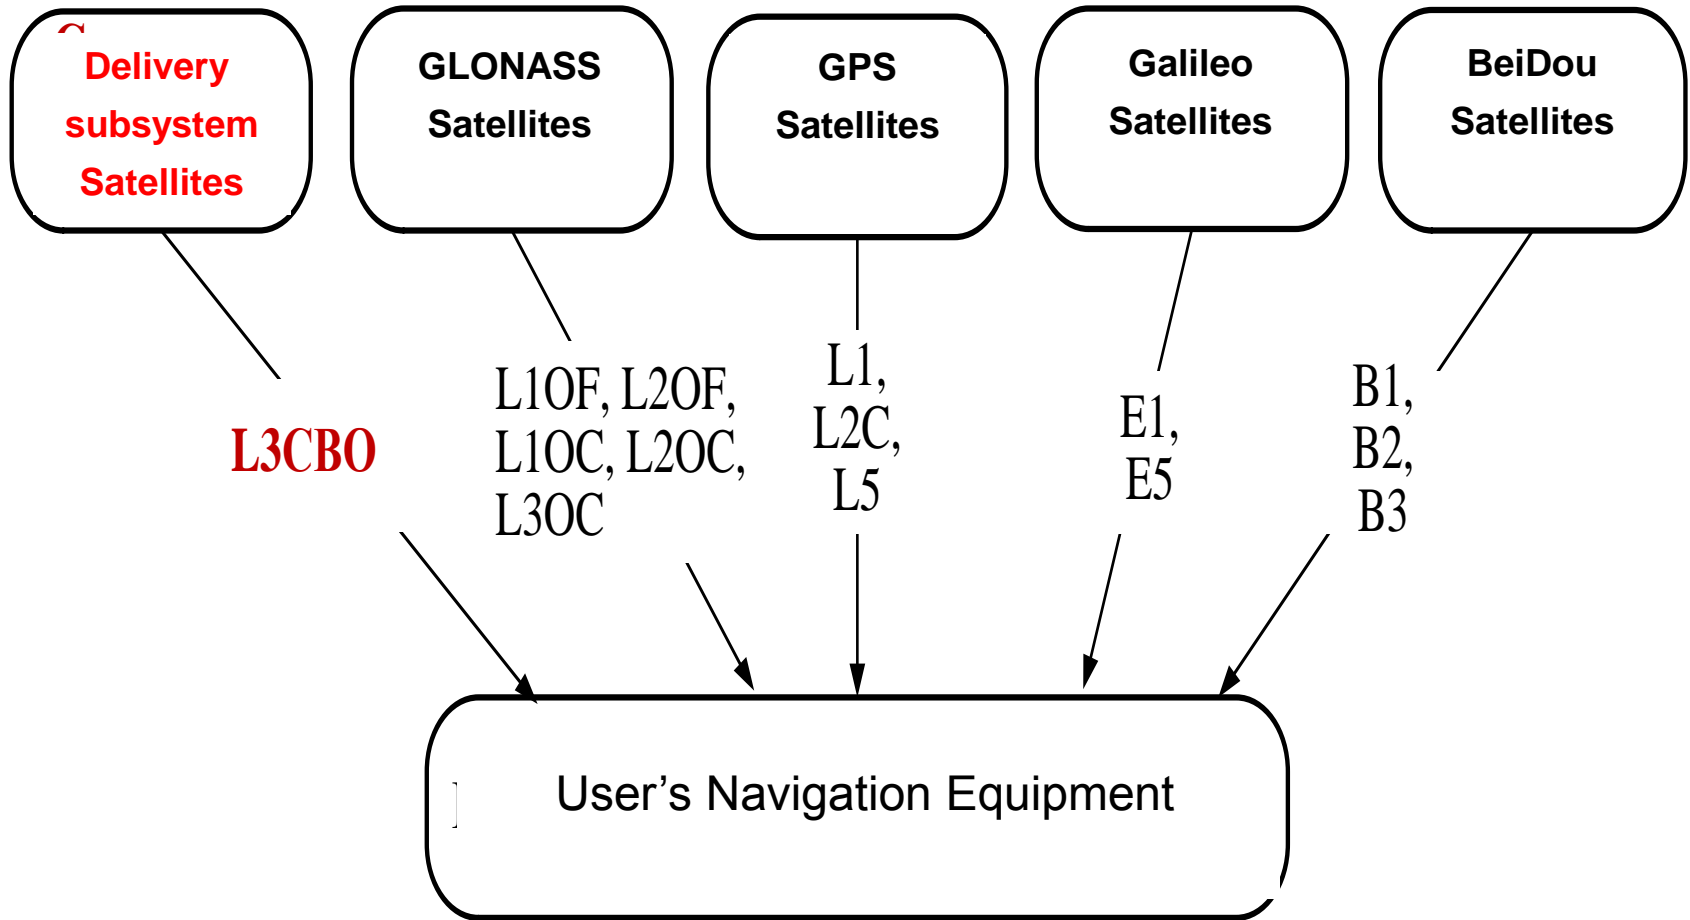 Delivery
subsystem
Satellites
GLONASS
Satellites
GPS
Satellites
Galileo
Satellites
BeiDou
Satellites
L3CBO
L1OF, L2OF,
L1OC, L2OC,
L3OC
L1,
L2C,
L5
E1,
E5
B1,
B2,
B3
User’s Navigation Equipment